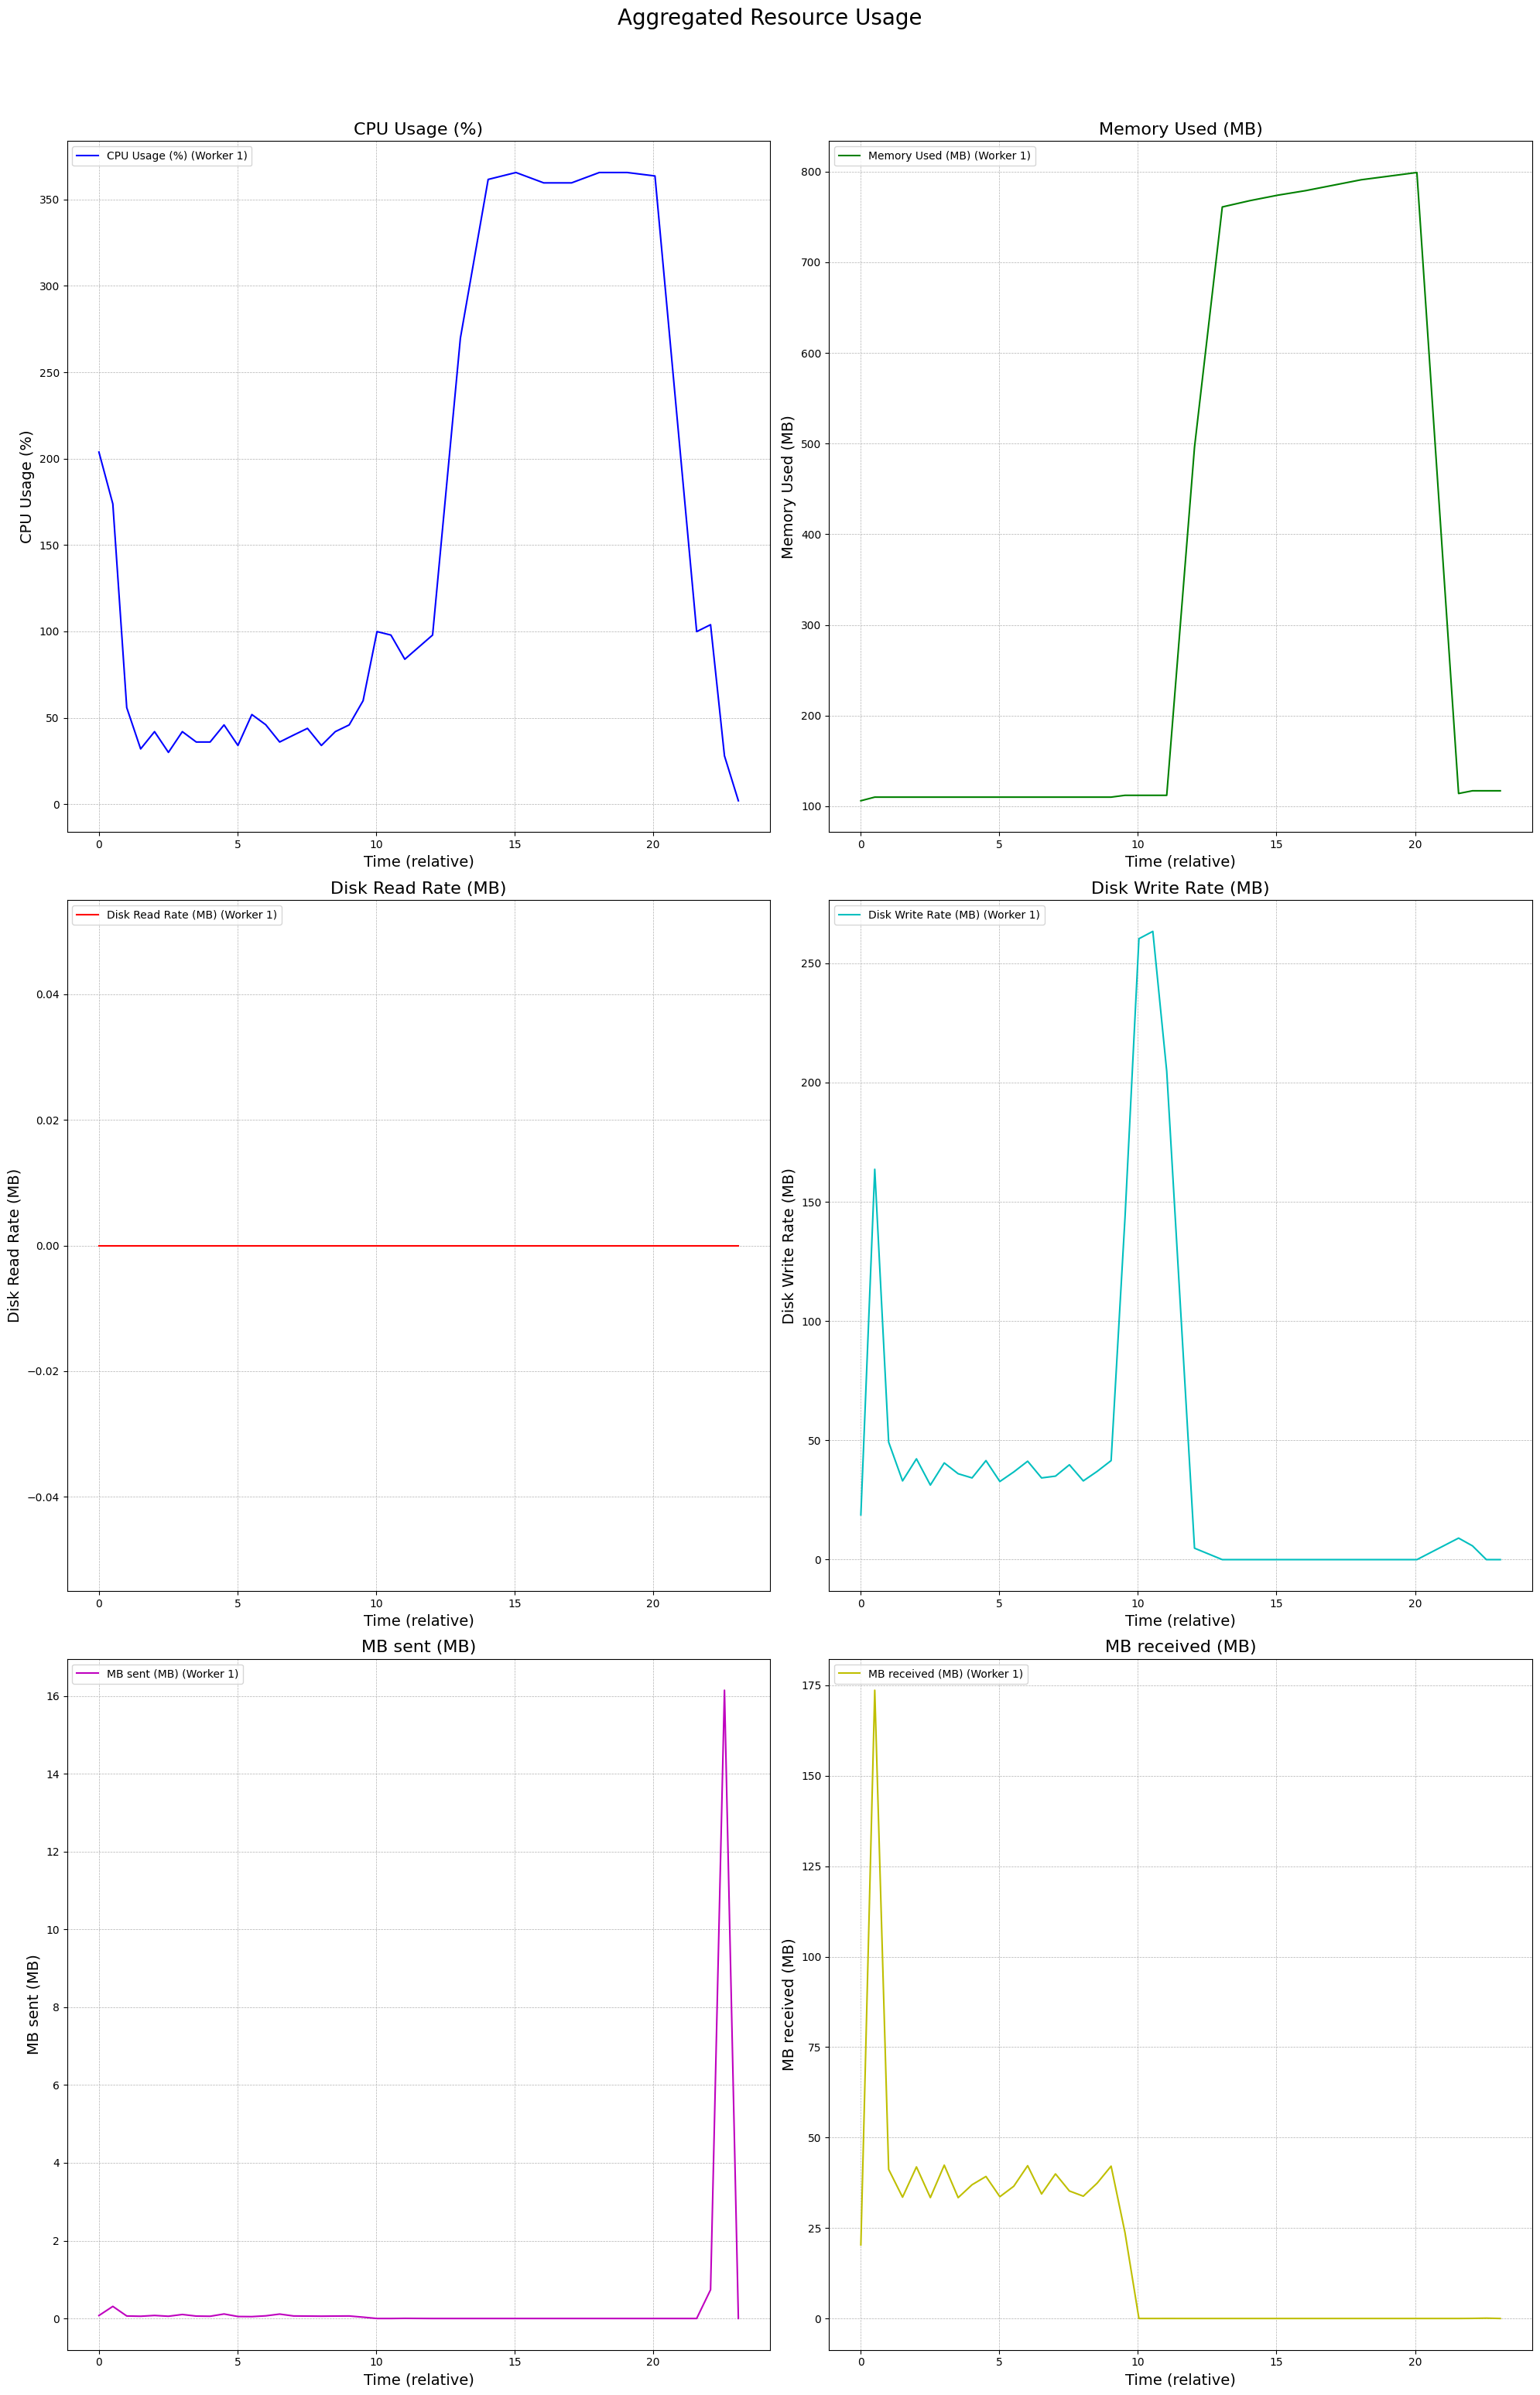 Aggregated Resource Usage
CPU Usage (%)
CPU Usage (%) (Worker 1)
CPU Usage (%)
350
300
250
200
150
100
50
0
0 5 10 15 20
Time (relative)
Memory Used (MB)
Memory Used (MB) (Worker 1)
Memory Used (MB)
800
700
600
500
400
300
200
100
0 5 10 15 20
Time (relative)
Disk Read Rate (MB)
Disk Read Rate (MB) (Worker 1)
Disk Read Rate (MB)
0.04
0.02
0.00
−0.02
−0.04
0 5 10 15 20
Time (relative)
Disk Write Rate (MB)
Disk Write Rate (MB) (Worker 1)
Disk Write Rate (MB)
250
200
150
100
50
0
0 5 10 15 20
Time (relative)
MB sent (MB)
MB sent (MB) (Worker 1)
MB sent (MB)
16
14
12
10
8
6
4
2
0
0 5 10 15 20
Time (relative)
MB received (MB)
MB received (MB) (Worker 1)
MB received (MB)
175
150
125
100
75
50
25
0
0 5 10 15 20
Time (relative)